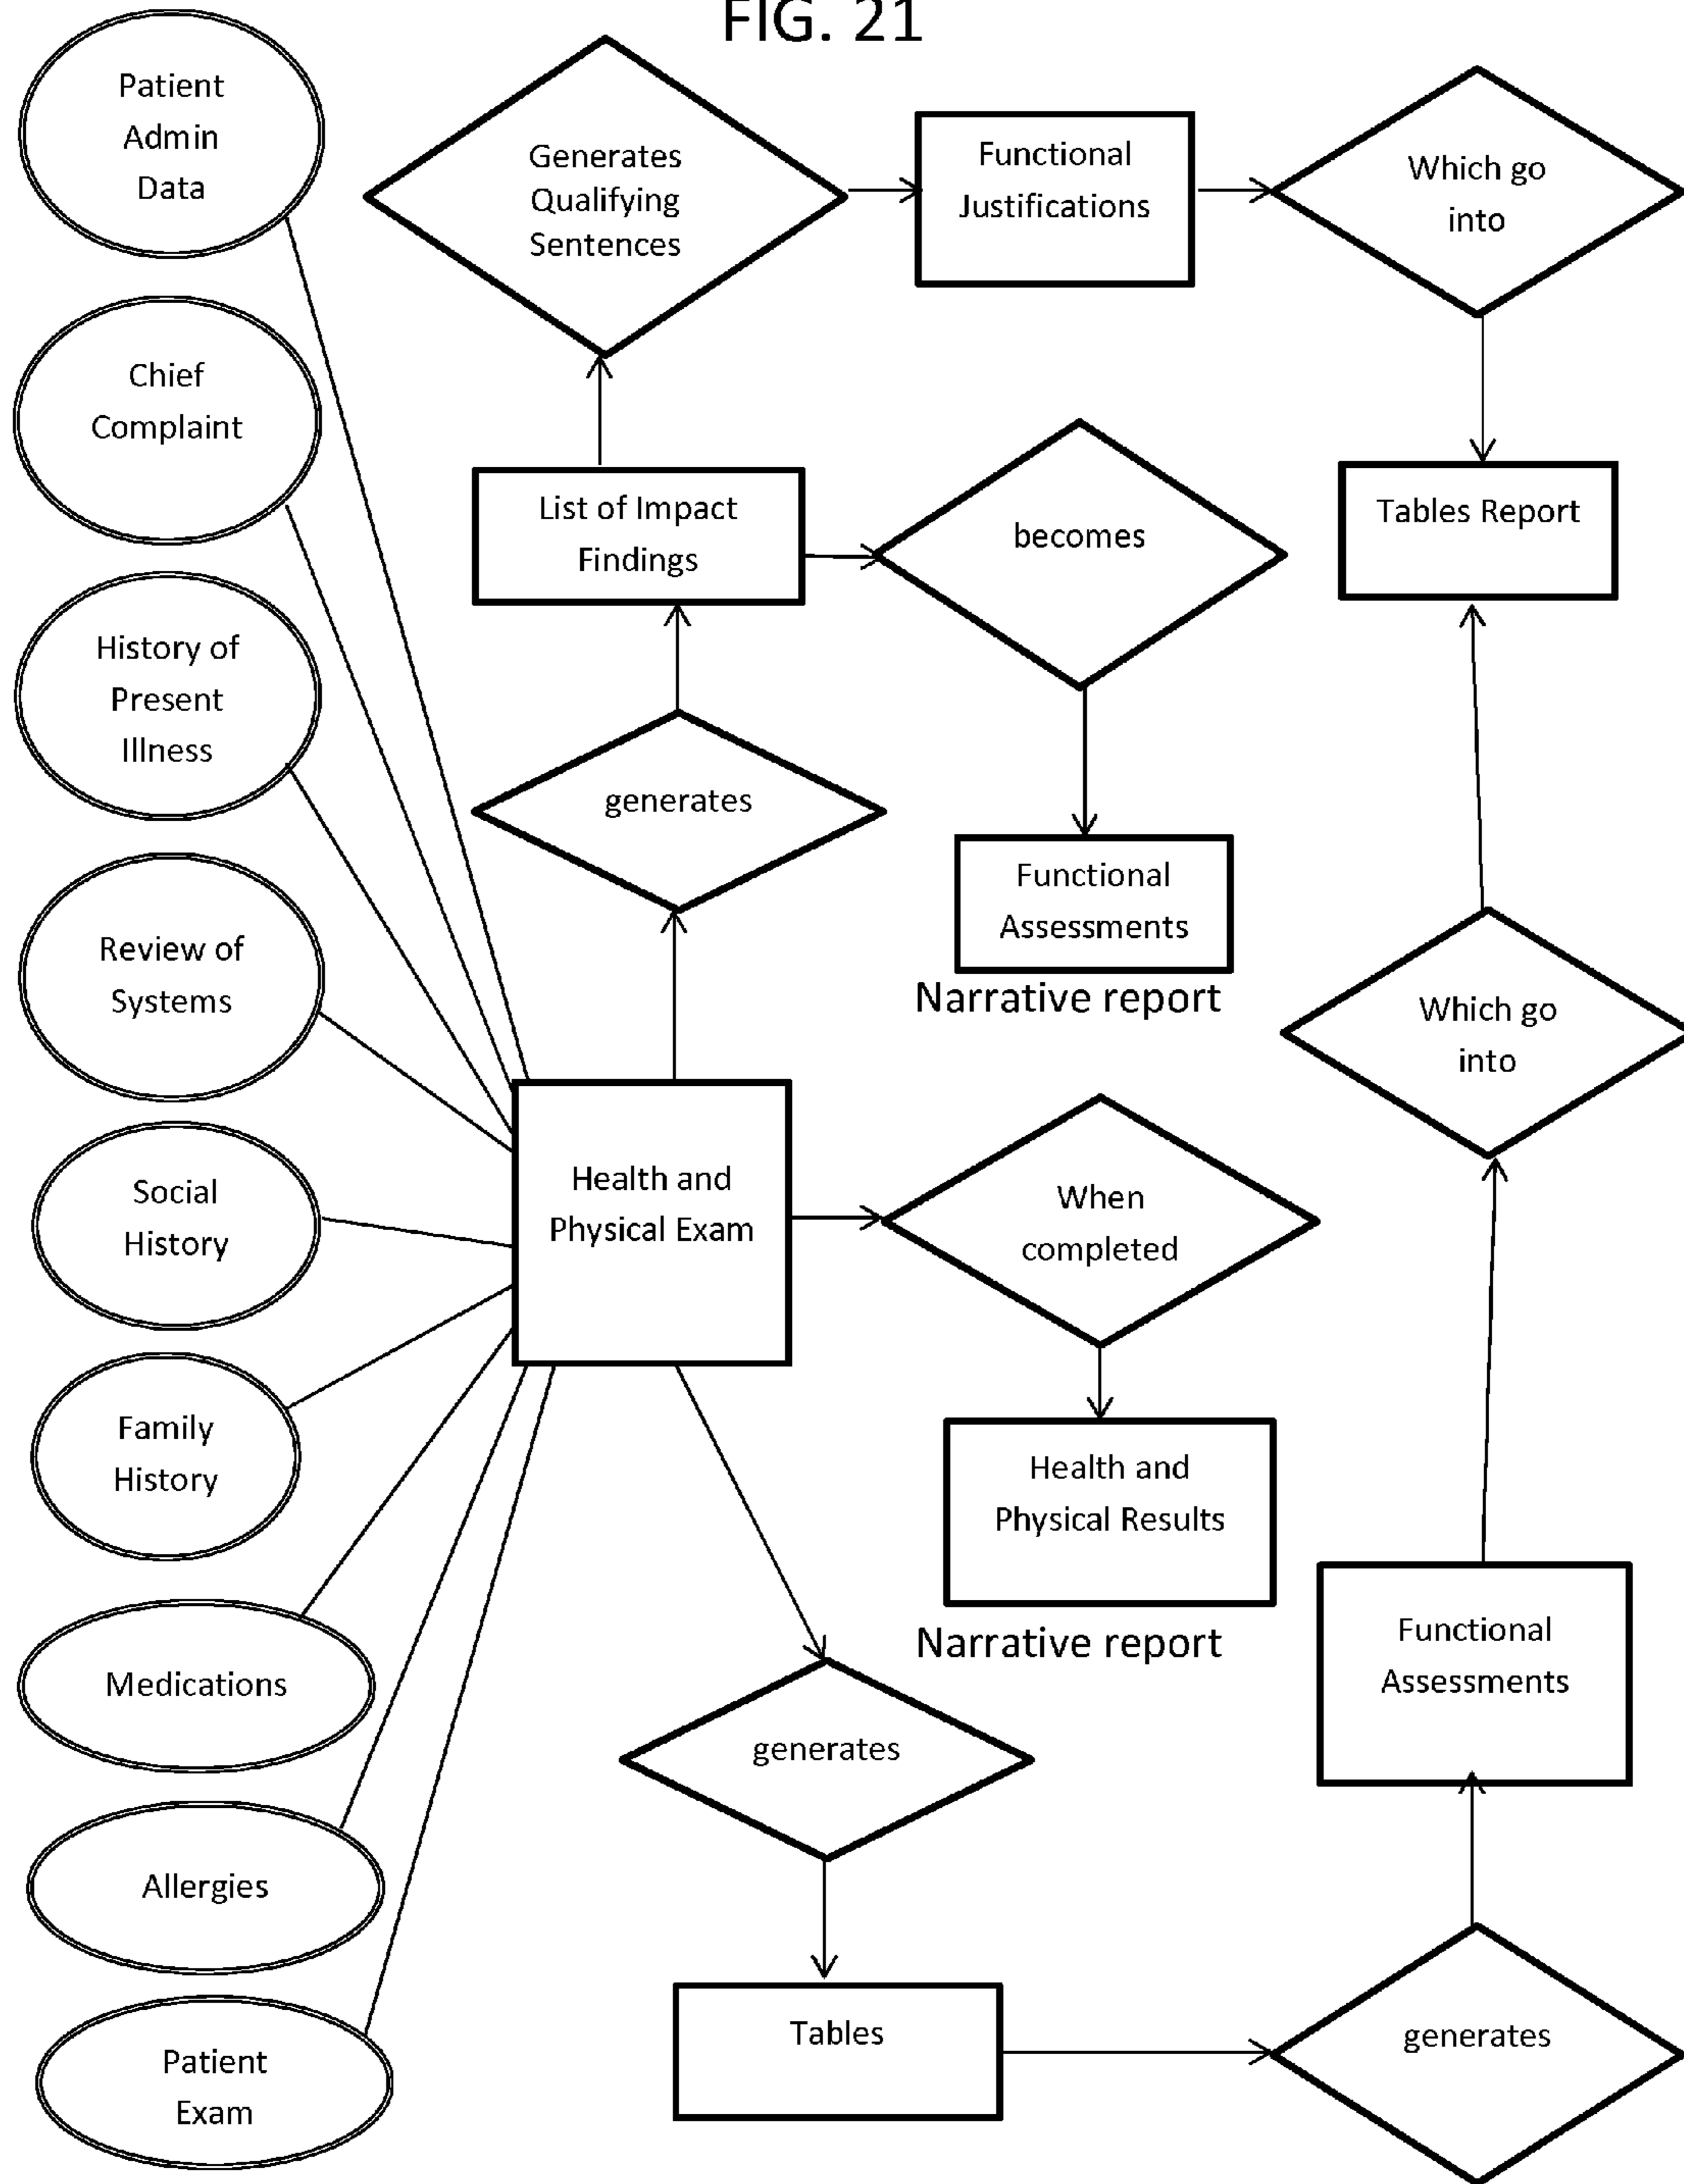 FIG. 21
Patient
Admin
Data
Chief
Complaint
History of
Present
Illness
Review of
Systems
Social
History
Family
History
Medications
Allergies
Patient
Exam
Generates
Qualifying
Sentences
Functional
Justifications
Which go
into
List of Impact
Findings
becomes
Tables Report
generates
Functional
Assessments
Narrative report
Which go
into
Health and
Physical Exam
When
completed
Health and
Physical Results
Narrative report
Functional
Assessments
generates
Tables
generates